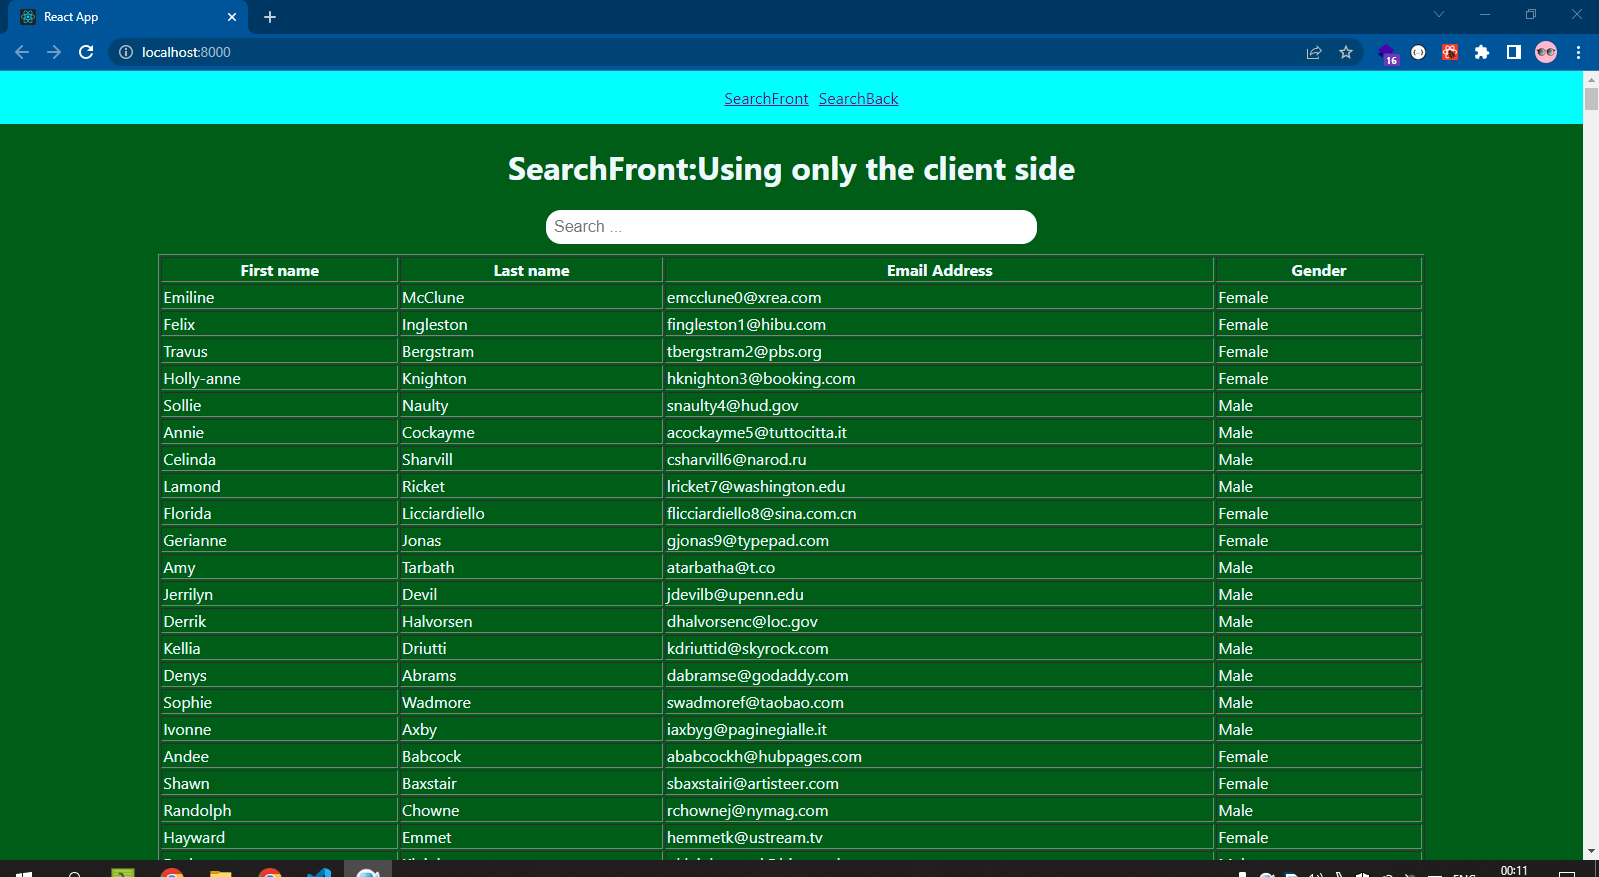 React App
localhost:8000
16
SearchFront SearchBack
SearchFront:Using only the client side
Search ...
First name Last name Email Address Gender
Emiline McClune emcclune0@xrea.com Female
Felix Ingleston fingleston1@hibu.com Female
Travus Bergstram tbergstram2@pbs.org Female
Holly-anne Knighton hknighton3@booking.com Female
Sollie Naulty snaulty4@hud.gov Male
Annie Cockayme acockayme5@tuttocitta.it Male
Celinda Sharvill csharvill6@narod.ru Male
Lamond Ricket lricket7@washington.edu Male
Florida Licciardiello flicciardiello8@sina.com.cn Female
Gerianne Jonas gjonas9@typepad.com Female
Amy Tarbath atarbatha@t.co Male
Jerrilyn Devil jdevilb@upenn.edu Male
Derrik Halvorsen dhalvorsenc@loc.gov Male
Kellia Driutti kdriuttid@skyrock.com Male
Denys Abrams dabramse@godaddy.com Male
Sophie Wadmore swadmoref@taobao.com Male
Ivonne Axby iaxbyg@paginegialle.it Male
Andee Babcock ababcockh@hubpages.com Female
Shawn Baxstair sbaxstairi@artisteer.com Female
Randolph Chowne rchownej@nymag.com Male
Hayward Emmet hemmetk@ustream.tv Female
00:11